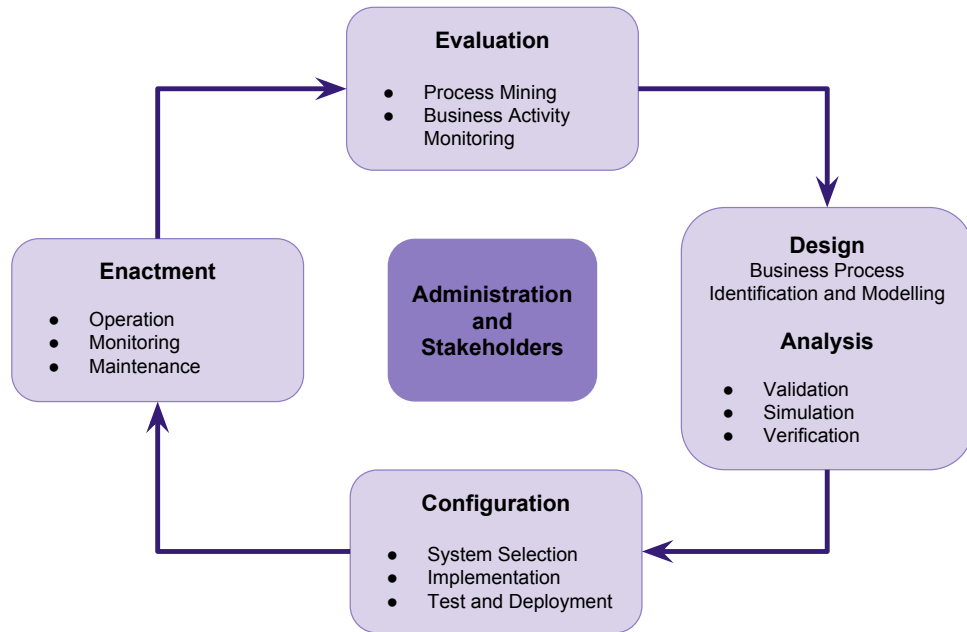 Evaluation
● Process Mining
● Business Activity
Monitoring
Design
Business Process
Identification and Modelling
Analysis
● Validation
● Simulation
● Verification
Configuration
● System Selection
● Implementation
● Test and Deployment
Enactment
● Operation
● Monitoring
● Maintenance
Administration
and
Stakeholders